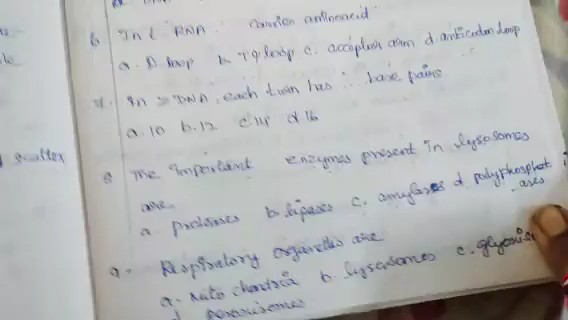 6 In t RNA carries aminoacid
a. D loop b. TΨ loop c. acceptor arm d. anticodon loop
In Z DNA, each turn has ... base pairs
a. 10 b. 12 c. 14 d. 16
8 The important enzymes present in lysosomes
are
a. proteases b. lipases c. amylases d. polyphosphat
ases
9. Respiratory organelles are
a. Mitochondria b. lysosomes c.
peroxisomes